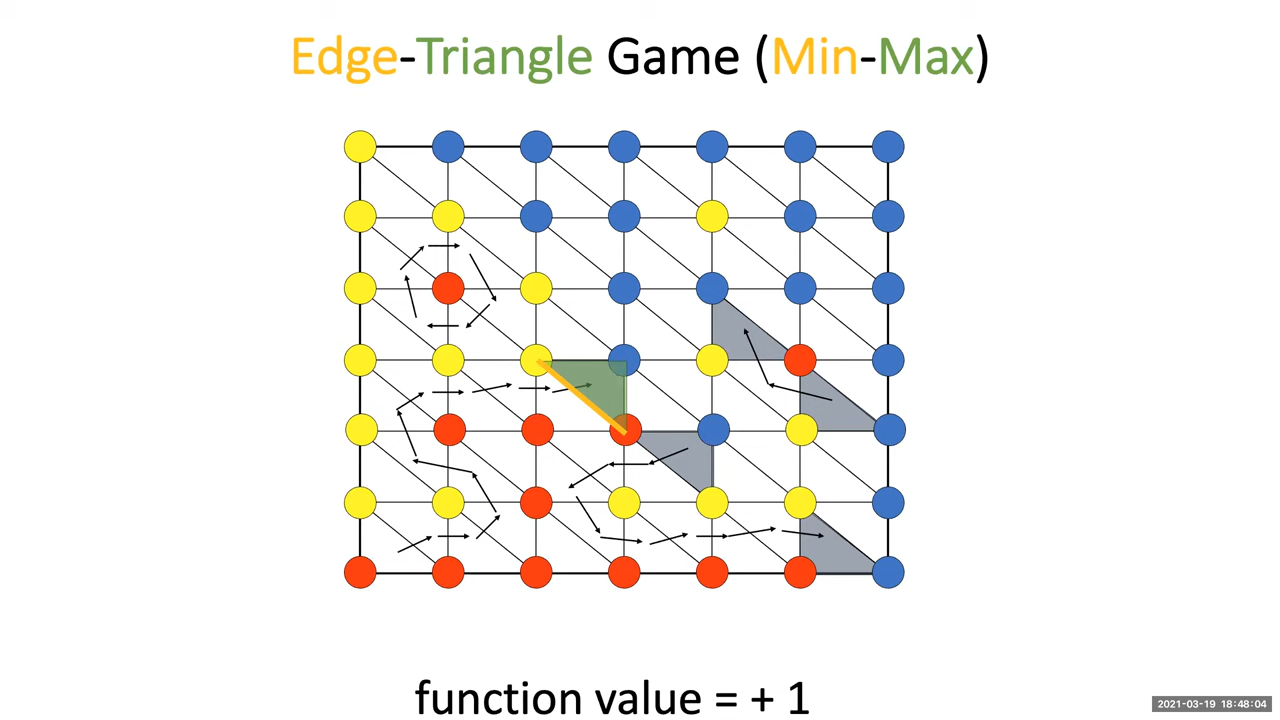 Edge-Triangle Game (Min-Max)
function value = + 1
2021-03-19 18:48:04